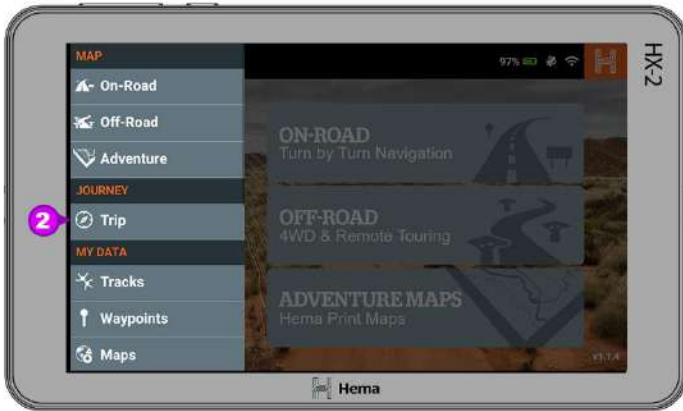 MAP
On-Road
Off-Road
Adventure
JOURNEY
2
Trip
MY DATA
Tracks
Waypoints
Maps
97%
ON-ROAD
Turn by Turn Navigation
OFF-ROAD
4WD & Remote Touring
ADVENTURE MAPS
Hema Print Maps
v1.1.4
HX-2
Hema